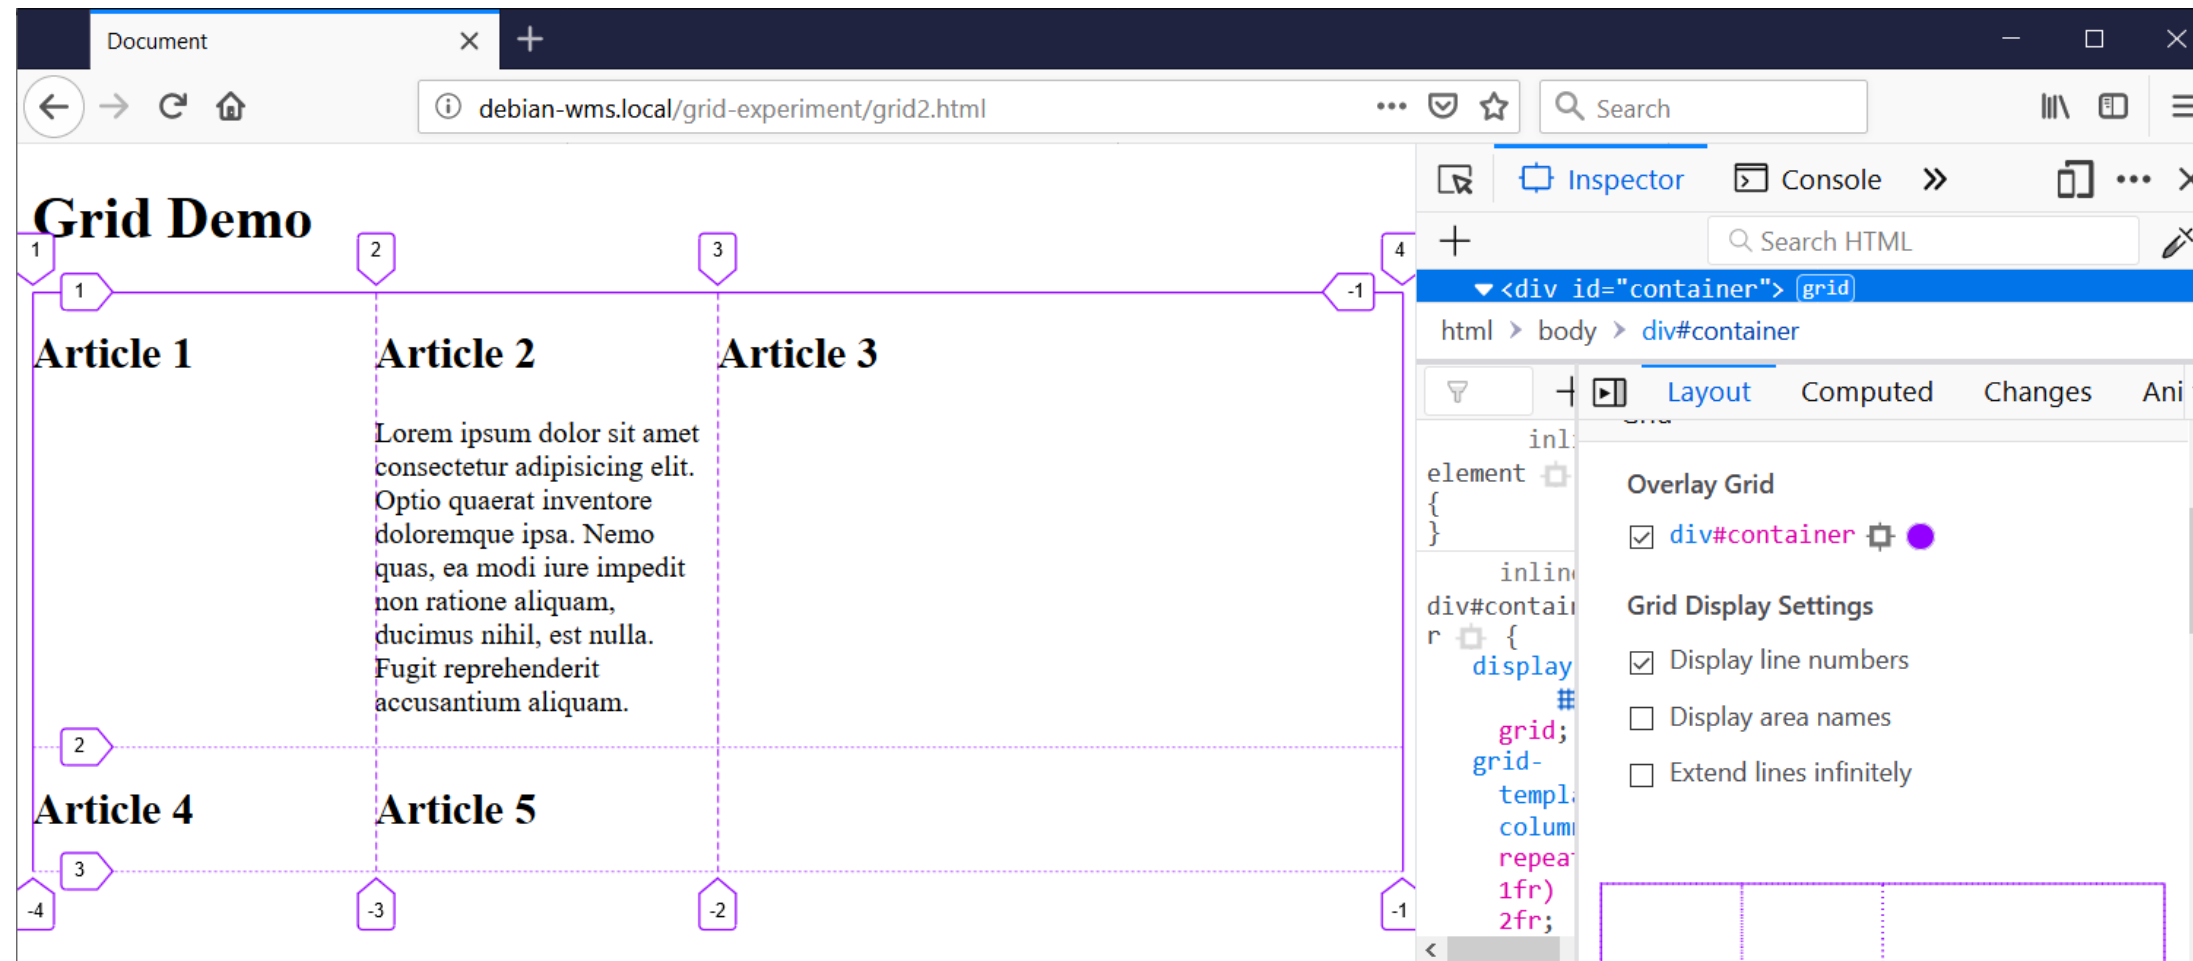 Document
debian-wms.local/grid-experiment/grid2.html
Search
Grid Demo
1 2 3 4
1 -1
Article 1 Article 2 Article 3
Lorem ipsum dolor sit amet
consectetur adipisicing elit.
Optio quaerat inventore
doloremque ipsa. Nemo
quas, ea modi iure impedit
non ratione aliquam,
ducimus nihil, est nulla.
Fugit reprehenderit
accusantium aliquam.
2
Article 4 Article 5
3
-4 -3 -2 -1
Inspector Console
Search HTML
<div id="container"> grid
html > body > div#container
Layout Computed Changes Ani
inli
element
{
}
inline
div#contain
r {
display
grid;
grid-
templa
colum
repea
1fr)
2fr;
Overlay Grid
div#container
Grid Display Settings
Display line numbers
Display area names
Extend lines infinitely